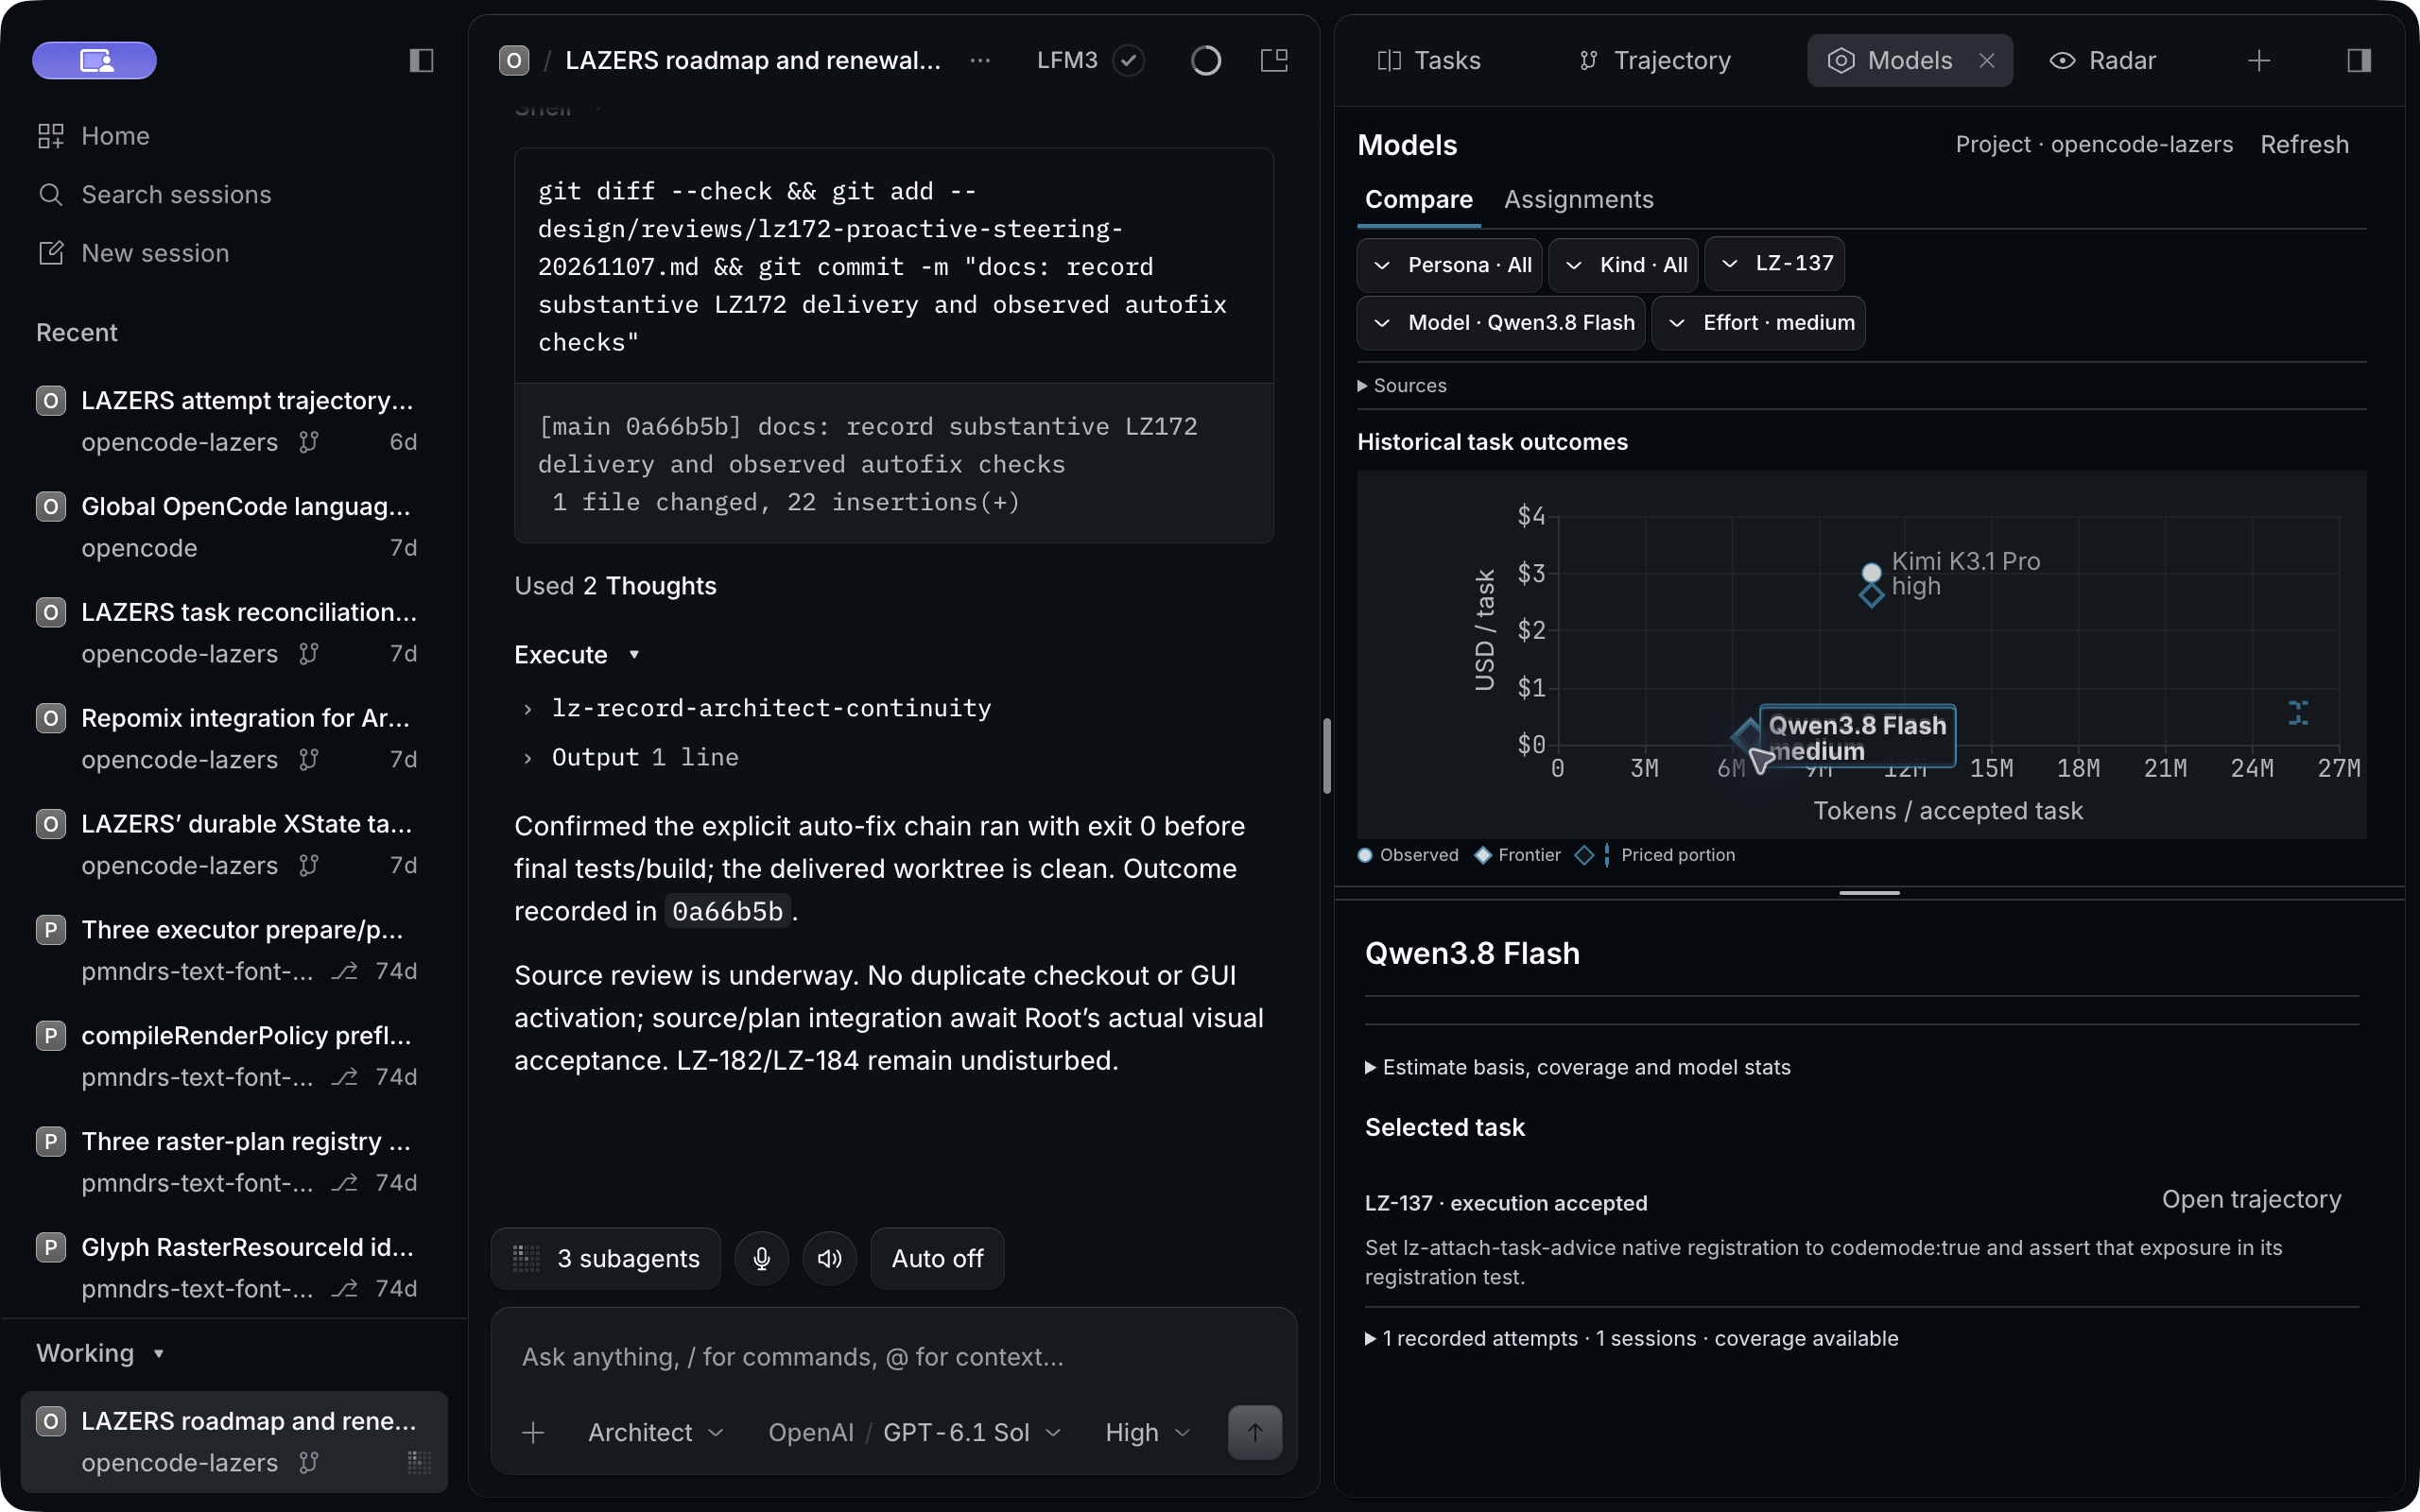 Home
Search sessions
New session
Recent
O LAZERS attempt trajectory...
opencode-lazers 6d
O Global OpenCode languag...
opencode 7d
O LAZERS task reconciliation...
opencode-lazers 7d
O Repomix integration for Ar...
opencode-lazers 7d
O LAZERS’ durable XState ta...
opencode-lazers 7d
P Three executor prepare/p...
pmndrs-text-font-... 74d
P compileRenderPolicy prefl...
pmndrs-text-font-... 74d
P Three raster-plan registry ...
pmndrs-text-font-... 74d
P Glyph RasterResourceId id...
pmndrs-text-font-... 74d
Working
O LAZERS roadmap and rene...
opencode-lazers
O / LAZERS roadmap and renewal... LFM3
Shell
git diff --check && git add --
design/reviews/lz172-proactive-steering-
20261107.md && git commit -m "docs: record
substantive LZ172 delivery and observed autofix
checks"
[main 0a66b5b] docs: record substantive LZ172
delivery and observed autofix checks
1 file changed, 22 insertions(+)
Used 2 Thoughts
Execute
lz-record-architect-continuity
Output 1 line
Confirmed the explicit auto-fix chain ran with exit 0 before
final tests/build; the delivered worktree is clean. Outcome
recorded in 0a66b5b.
Source review is underway. No duplicate checkout or GUI
activation; source/plan integration await Root’s actual visual
acceptance. LZ-182/LZ-184 remain undisturbed.
3 subagents
Auto off
Ask anything, / for commands, @ for context...
Architect OpenAI / GPT-6.1 Sol High
Tasks Trajectory Models Radar
Models Project · opencode-lazers Refresh
Compare Assignments
Persona · All Kind · All LZ-137
Model · Qwen3.8 Flash Effort · medium
Sources
Historical task outcomes
USD / task
$4
$3
$2
$1
$0
Kimi K3.1 Pro
high
Qwen3.8 Flash
medium
0 3M 6M 9M 12M 15M 18M 21M 24M 27M
Tokens / accepted task
Observed Frontier Priced portion
Qwen3.8 Flash
Estimate basis, coverage and model stats
Selected task
LZ-137 · execution accepted Open trajectory
Set lz-attach-task-advice native registration to codemode:true and assert that exposure in its
registration test.
1 recorded attempts · 1 sessions · coverage available